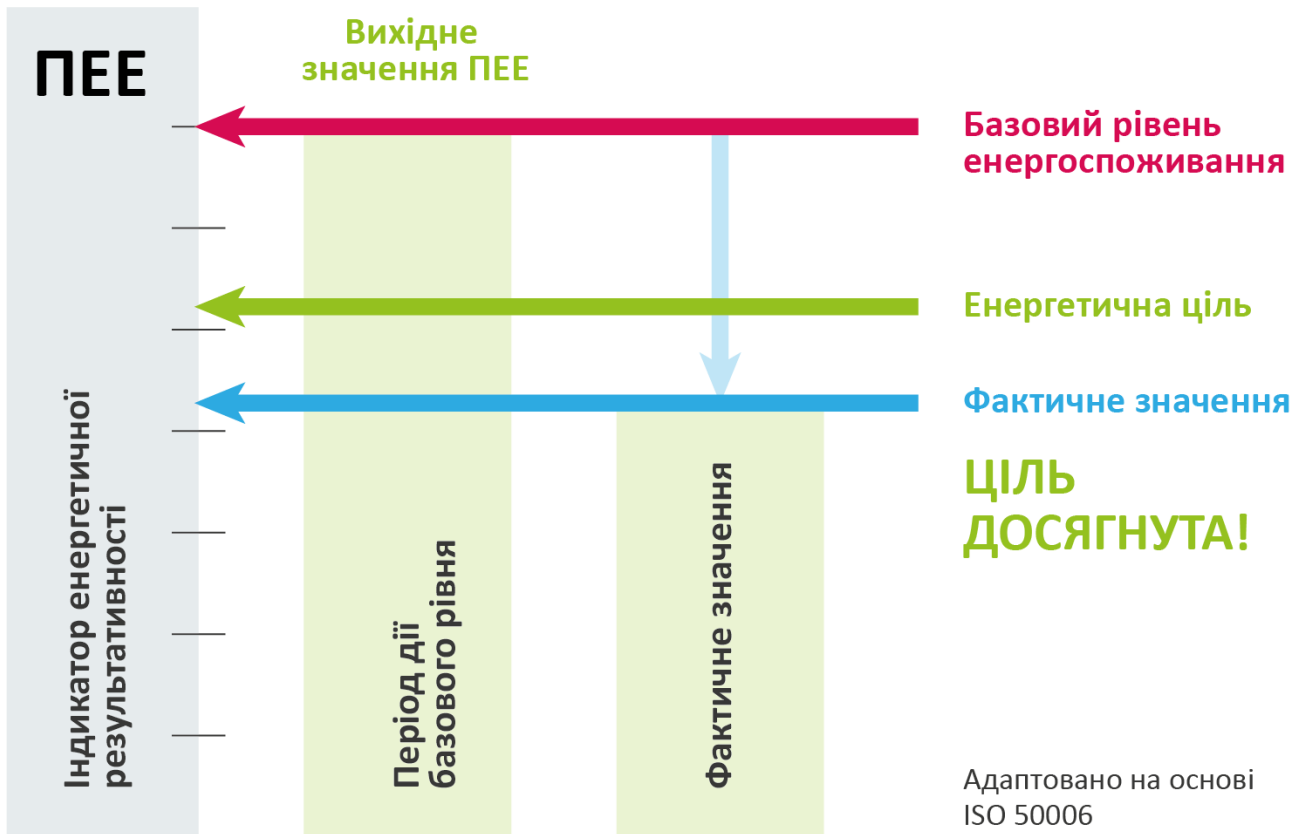 ПЕЕ
Вихідне
значення ПЕЕ
Базовий рівень
енергоспоживання
Енергетична ціль
Фактичне значення
ЦІЛЬ
ДОСЯГНУТА!
Індикатор енергетичної
результативності
Період дії
базового рівня
Фактичне значення
Адаптовано на основі
ISO 50006